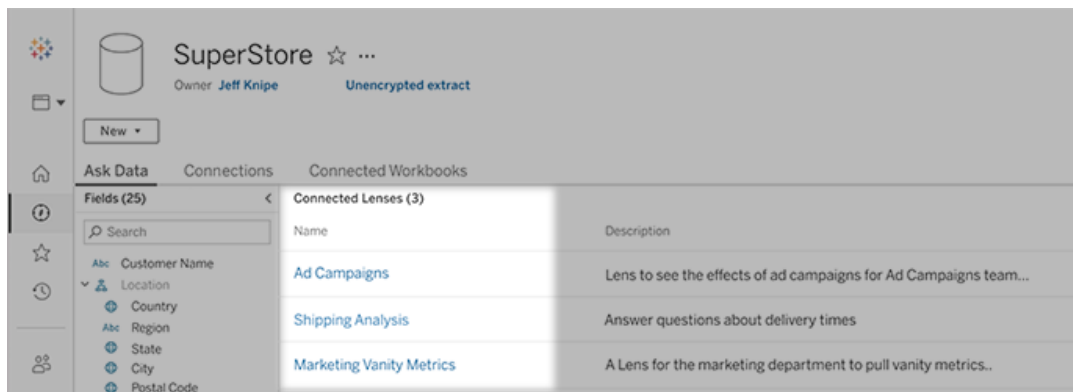 SuperStore ...
Owner Jeff Knipe Unencrypted extract
New
Ask Data Connections Connected Workbooks
Fields (25)
Search
Abc Customer Name
Location
Country
Abc Region
State
City
Postal Code
Connected Lenses (3)
Name Description
Ad Campaigns Lens to see the effects of ad campaigns for Ad Campaigns team...
Shipping Analysis Answer questions about delivery times
Marketing Vanity Metrics A Lens for the marketing department to pull vanity metrics..